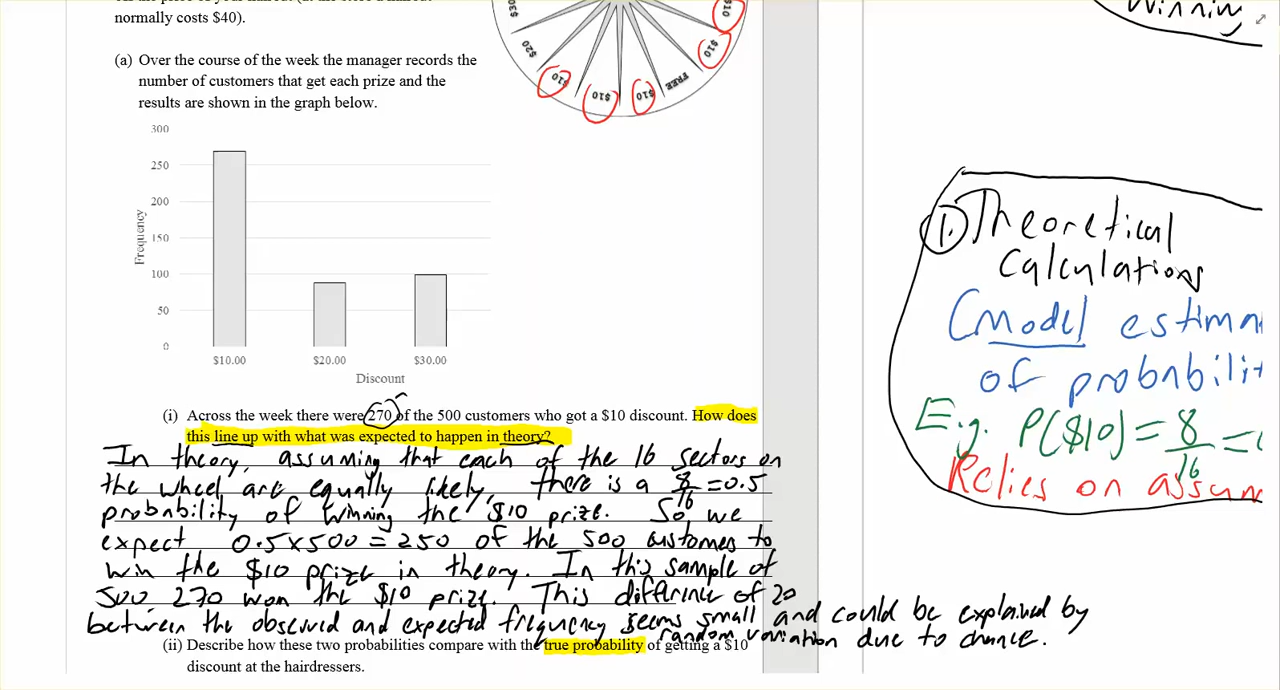 normally costs $40).
(a) Over the course of the week the manager records the
number of customers that get each prize and the
results are shown in the graph below.
$30
$20
$10
$10
$10
FREE
$10
$10
Winning
300
250
200
150
100
50
0
Frequency
$10.00
$20.00
$30.00
Discount
(i) Across the week there were 270 of the 500 customers who got a $10 discount. How does
this line up with what was expected to happen in theory?
In theory, assuming that each of the 16 sectors on
the wheel are equally likely, there is a 8/16 = 0.5
probability of winning the $10 prize. So, we
expect 0.5 x 500 = 250 of the 500 customers to
win the $10 prize in theory. In this sample of
500, 270 won the $10 prize. This difference of 20
between the observed and expected frequency seems small and could be explained by
random variation due to chance.
(ii) Describe how these two probabilities compare with the true probability of getting a $10
discount at the hairdressers.
1. Theoretical
Calculations
(Model estima
of probabilit
E.g. P($10) = 8/16 =
Relies on assum